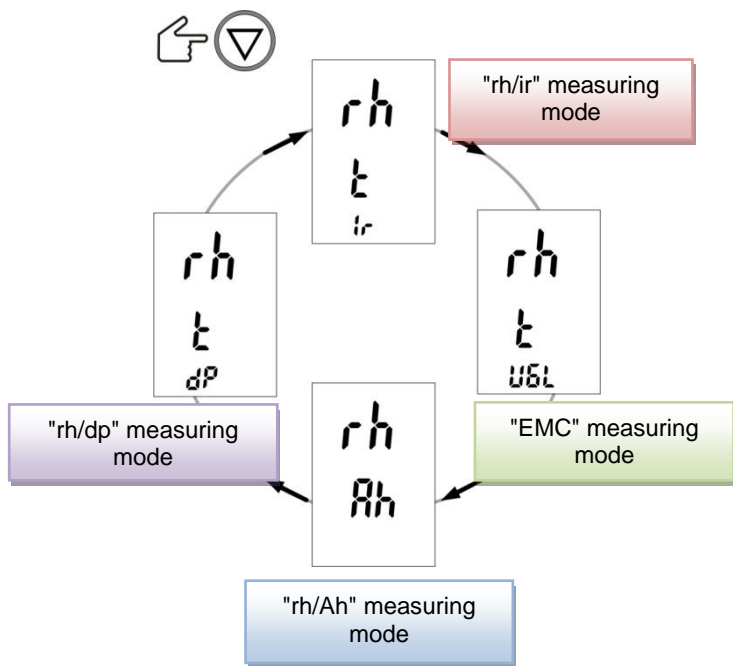 rh
t
Ir
"rh/ir" measuring
mode
rh
t
UGL
"EMC" measuring
mode
rh
Ah
"rh/Ah" measuring
mode
rh
t
dP
"rh/dp" measuring
mode